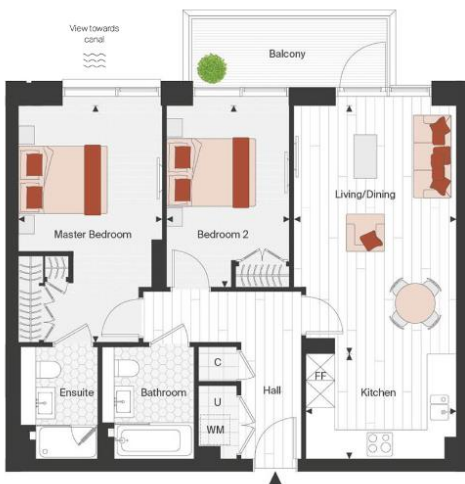 View towards
canal
Balcony
Living/Dining
Master Bedroom
Bedroom 2
C
FF
Ensuite
Bathroom
Hall
Kitchen
U
WM